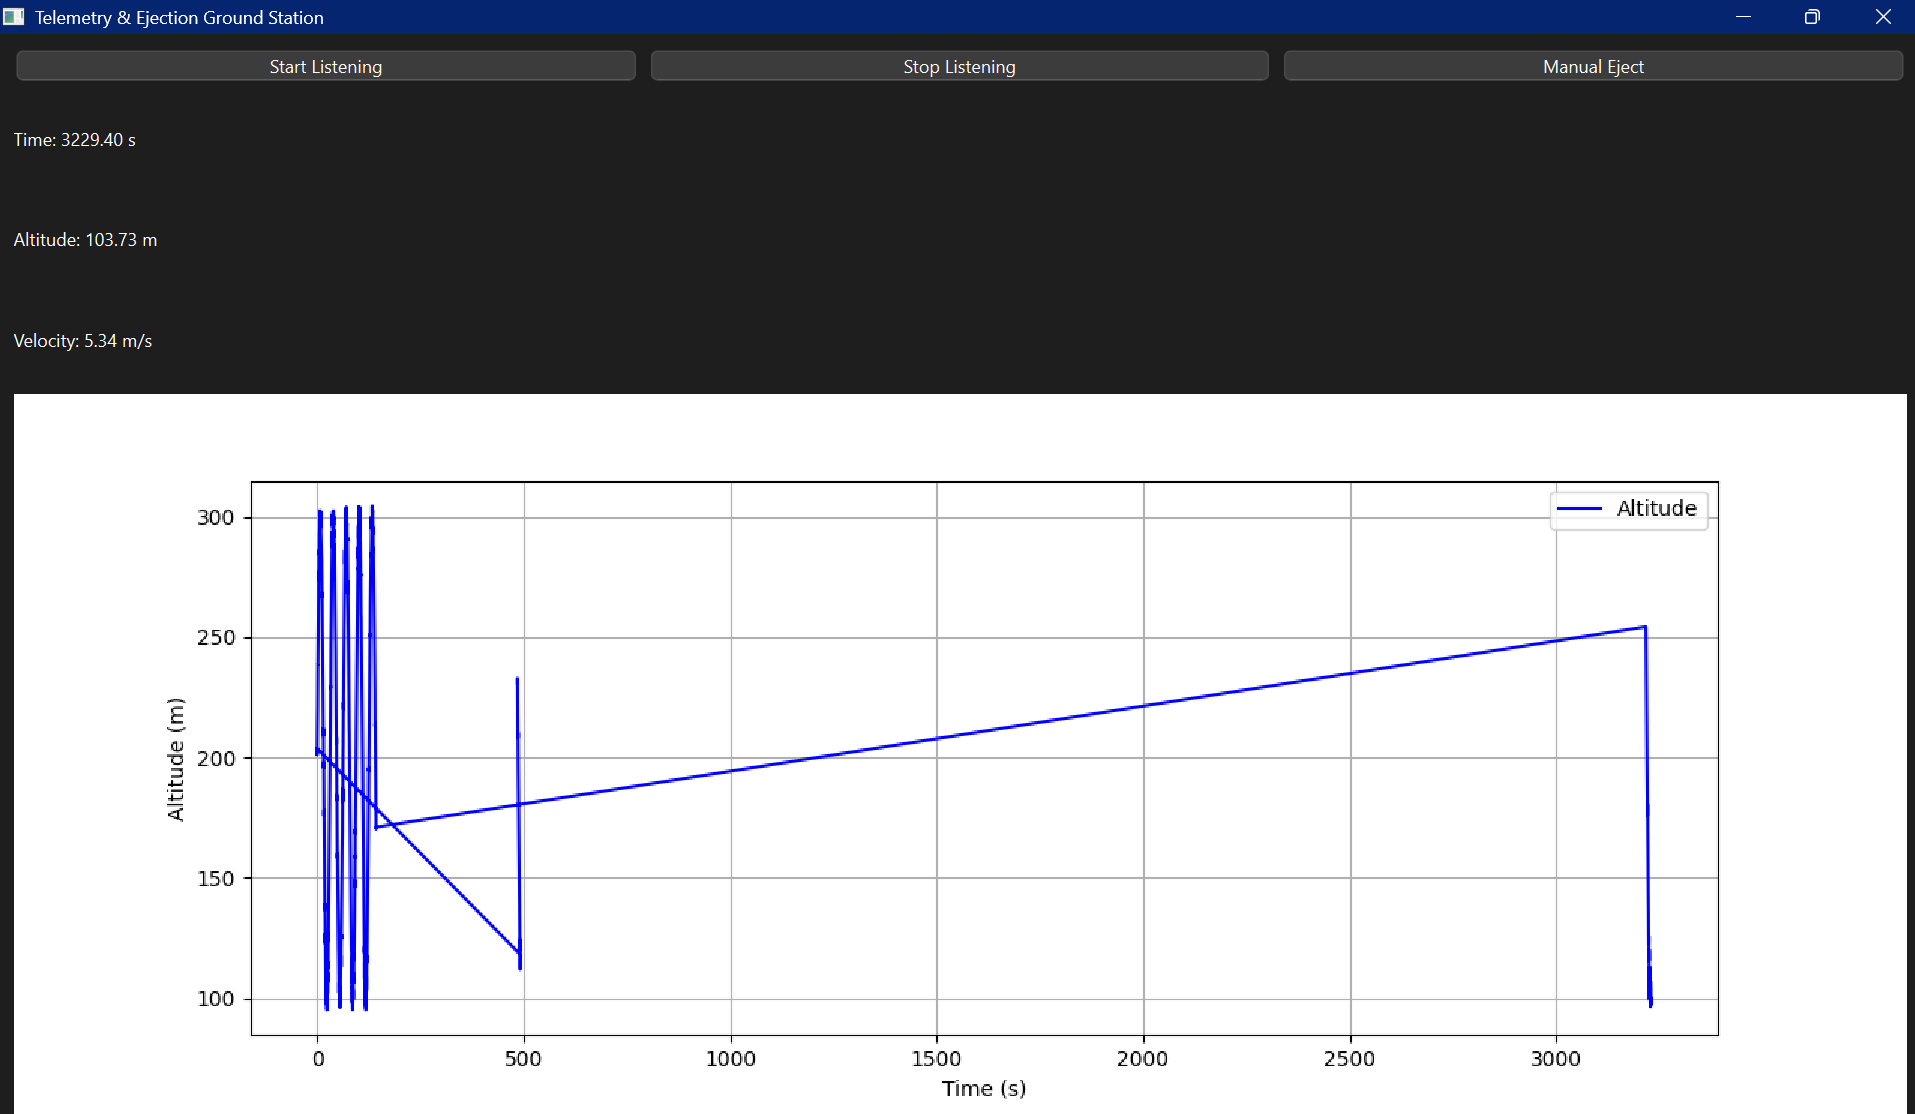 Telemetry & Ejection Ground Station
Start Listening
Stop Listening
Manual Eject
Time: 3229.40 s
Altitude: 103.73 m
Velocity: 5.34 m/s
Altitude
300
250
200
150
100
Altitude (m)
0
500
1000
1500
2000
2500
3000
Time (s)